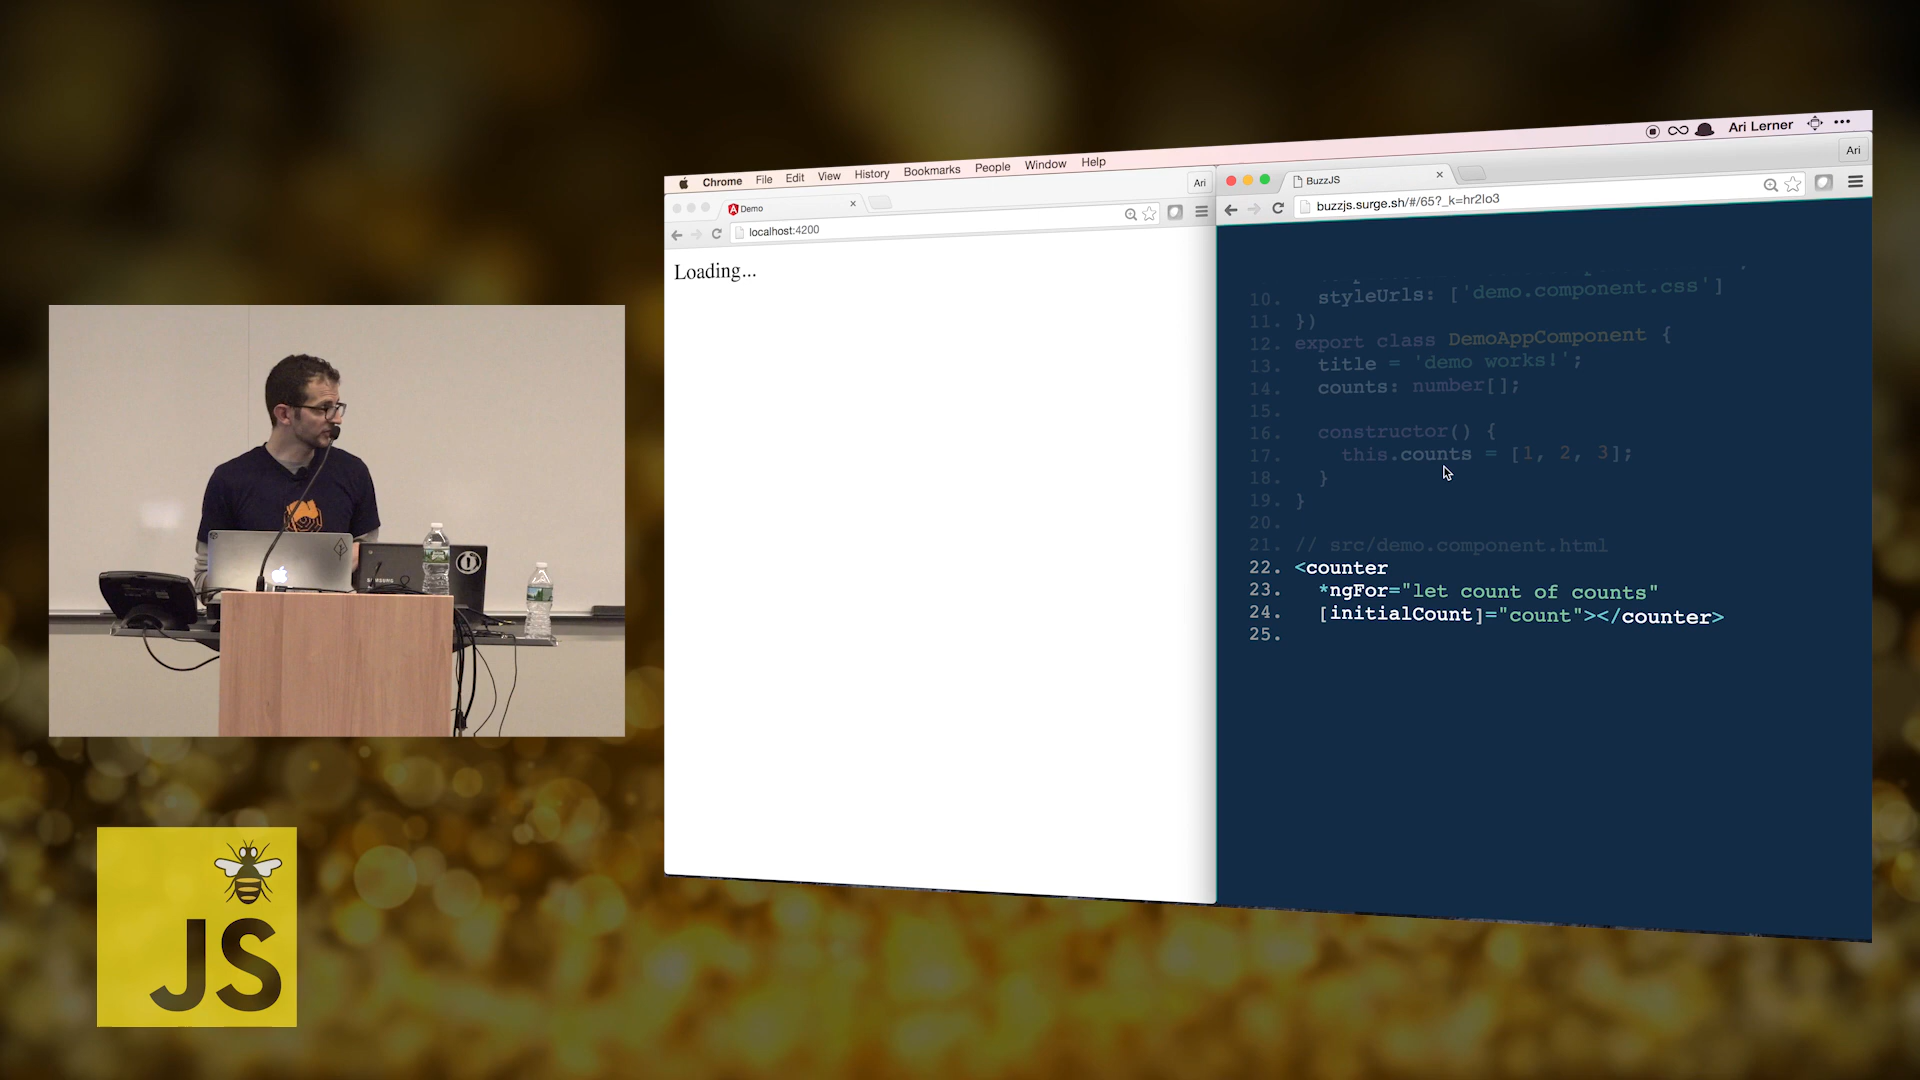 Chrome File Edit View History Bookmarks People Window Help
Ari Lerner
Ari
Demo
localhost:4200
Loading...
Ari
BuzzJS
buzzjs.surge.sh/#/65?_k=hr2lo3
10. styleUrls: ['demo.component.css']
11. })
12. export class DemoAppComponent {
13. title = 'demo works!';
14. counts: number[];
15.
16. constructor() {
17. this.counts = [1, 2, 3];
18. }
19. }
20.
21. // src/demo.component.html
22. <counter
23. *ngFor="let count of counts"
24. [initialCount]="count"></counter>
25.
SAMSUNG
JS